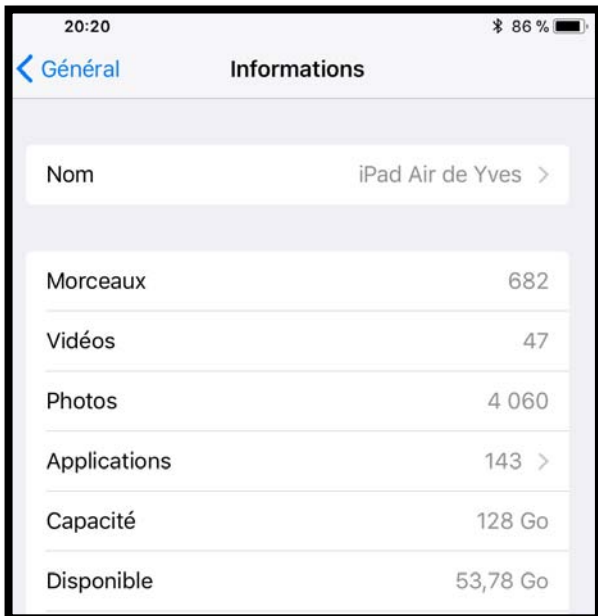 20:20 86 %
Général Informations
Nom iPad Air de Yves
Morceaux 682
Vidéos 47
Photos 4 060
Applications 143
Capacité 128 Go
Disponible 53,78 Go